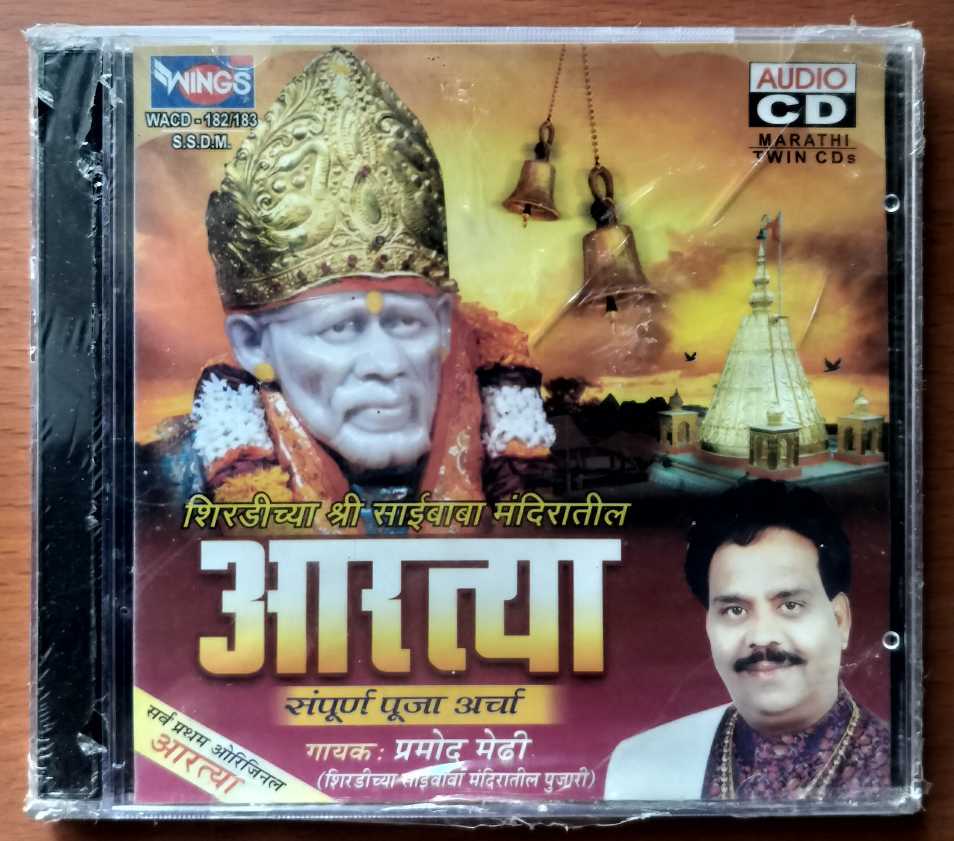 WINGS
WACD - 182/183
S.S.D.M.
AUDIO
CD
MARATHI
TWIN CDs
शिरडीच्या श्री साईबाबा मंदिरातील
आरत्या
संपूर्ण पूजा अर्चा
गायक : प्रमोद मेढी
(शिरडीच्या साईबाबा मंदिरातील पुजारी)
सर्व प्रथम ओरिजिनल
आरत्या